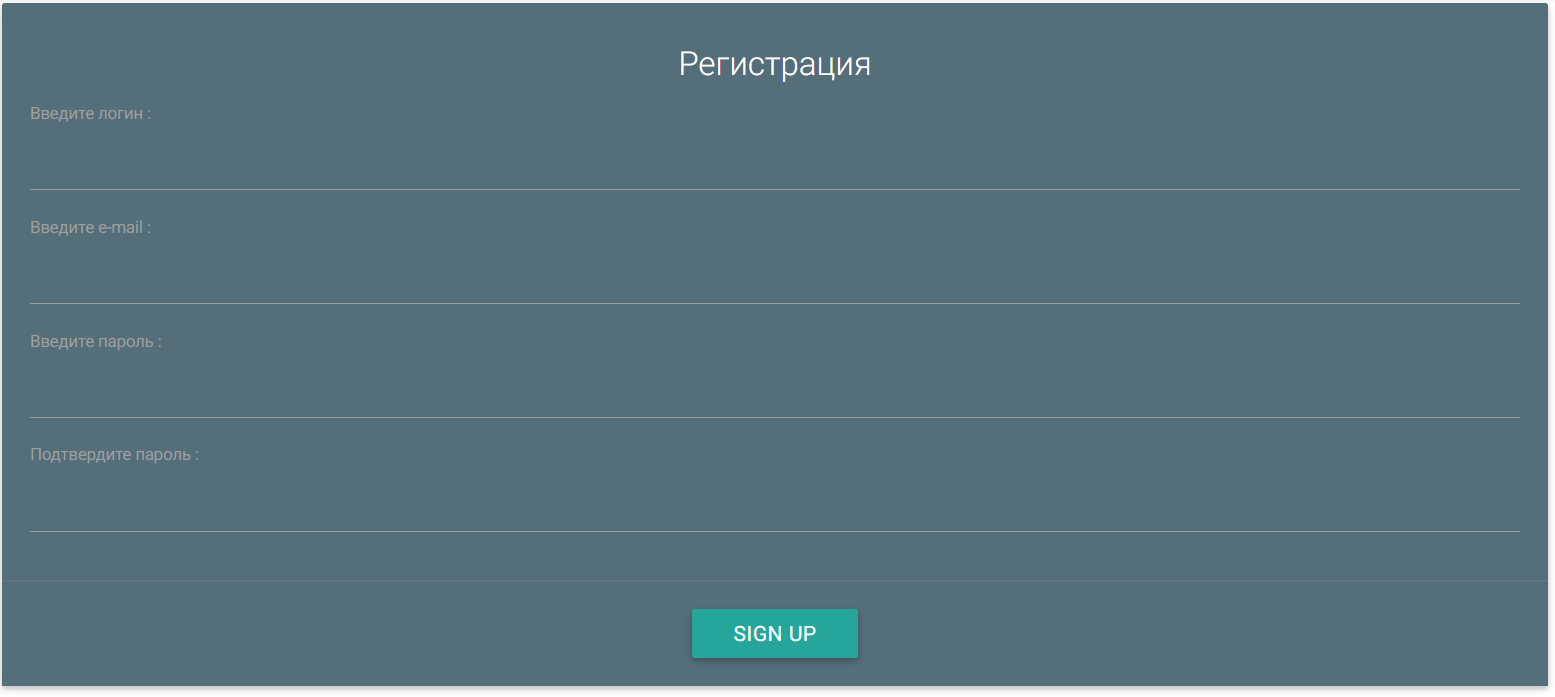 Регистрация
Введите логин :
Введите e-mail :
Введите пароль :
Подтвердите пароль :
SIGN UP